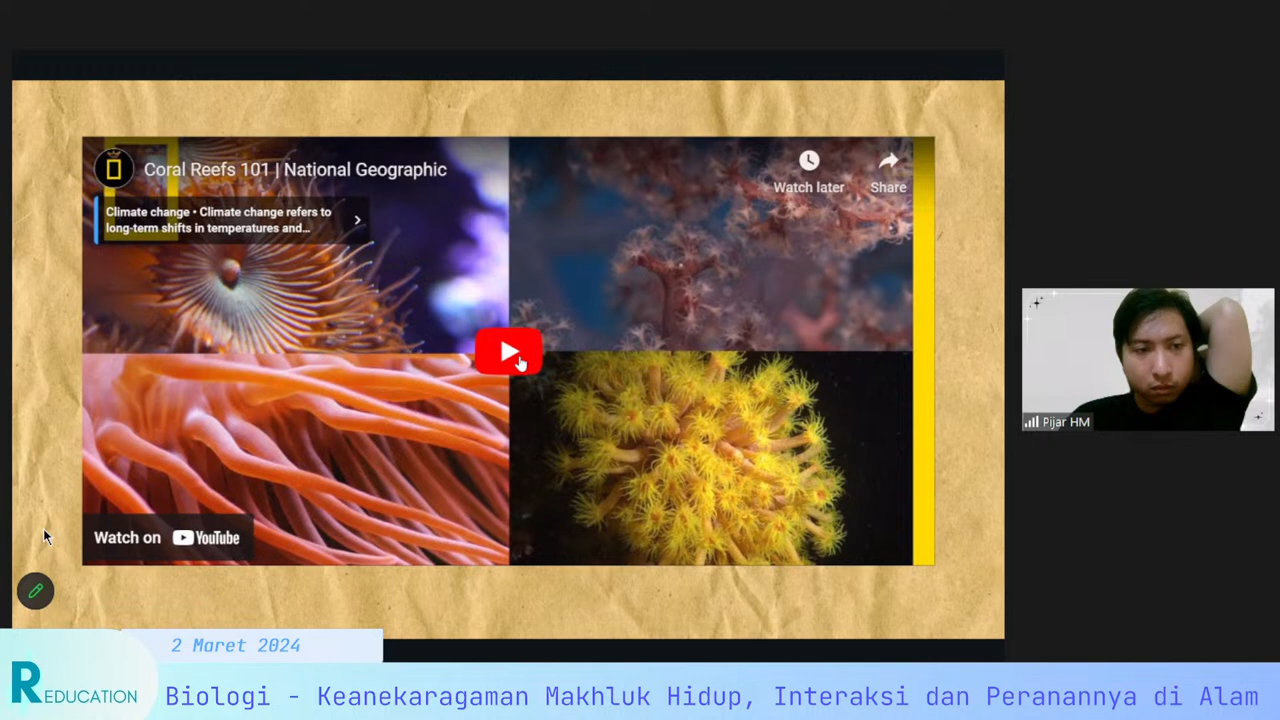 Coral Reefs 101 | National Geographic
Watch later
Share
Climate change • Climate change refers to
long-term shifts in temperatures and...
Watch on YouTube
Pijar HM
2 Maret 2024
REDUCATION
Biologi - Keanekaragaman Makhluk Hidup, Interaksi dan Peranannya di Alam